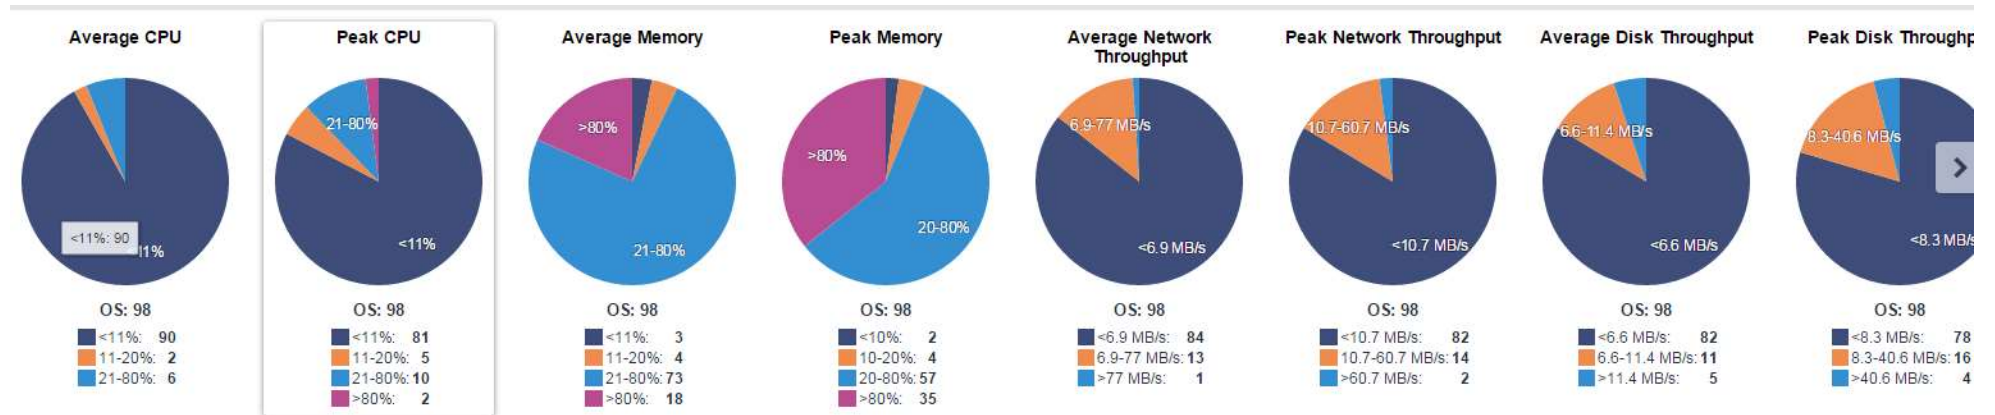 Average CPU
<11%: 90
11%
OS: 98
<11%: 90
11-20%: 2
21-80%: 6
Peak CPU
21-80%
<11%
OS: 98
<11%: 81
11-20%: 5
21-80%: 10
>80%: 2
Average Memory
>80%
21-80%
OS: 98
<11%: 3
11-20%: 4
21-80%: 73
>80%: 18
Peak Memory
>80%
20-80%
OS: 98
<10%: 2
10-20%: 4
20-80%: 57
>80%: 35
Average Network
Throughput
6.9-77 MB/s
<6.9 MB/s
OS: 98
<6.9 MB/s: 84
6.9-77 MB/s: 13
>77 MB/s: 1
Peak Network Throughput
10.7-60.7 MB/s
<10.7 MB/s
OS: 98
<10.7 MB/s: 82
10.7-60.7 MB/s: 14
>60.7 MB/s: 2
Average Disk Throughput
6.6-11.4 MB/s
<6.6 MB/s
OS: 98
<6.6 MB/s: 82
6.6-11.4 MB/s: 11
>11.4 MB/s: 5
Peak Disk Throughp
8.3-40.6 MB/s
<8.3 MB/s
OS: 98
<8.3 MB/s: 78
8.3-40.6 MB/s: 16
>40.6 MB/s: 4